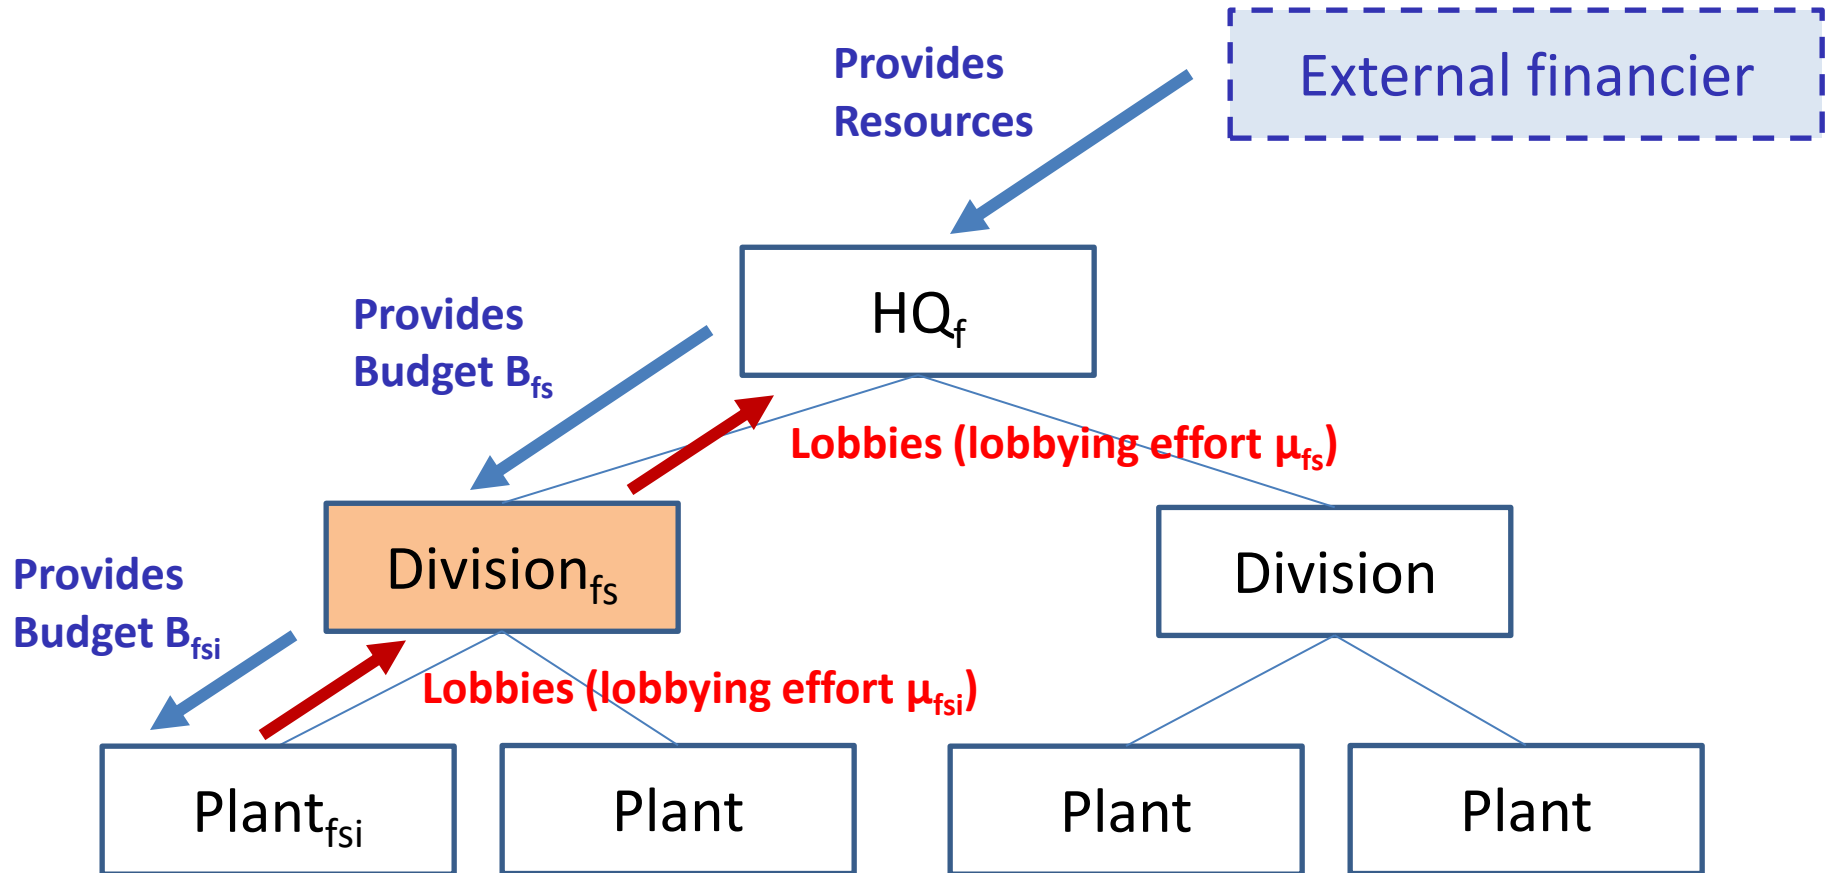 External financier
Provides
Resources
HQf
Provides
Budget Bfs
Lobbies (lobbying effort μfs)
Divisionfs
Division
Provides
Budget Bfsi
Lobbies (lobbying effort μfsi)
Plantfsi
Plant
Plant
Plant